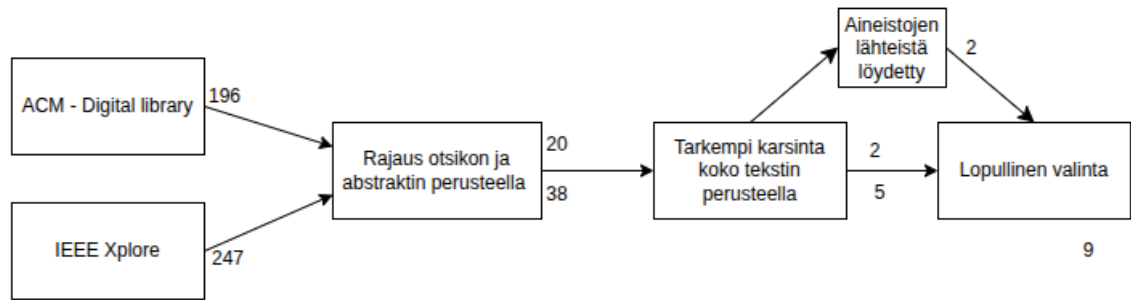 ACM - Digital library
196
IEEE Xplore
247
Rajaus otsikon ja
abstraktin perusteella
20
38
Tarkempi karsinta
koko tekstin
perusteella
Aineistojen
lähteistä
löydetty
2
2
5
Lopullinen valinta
9